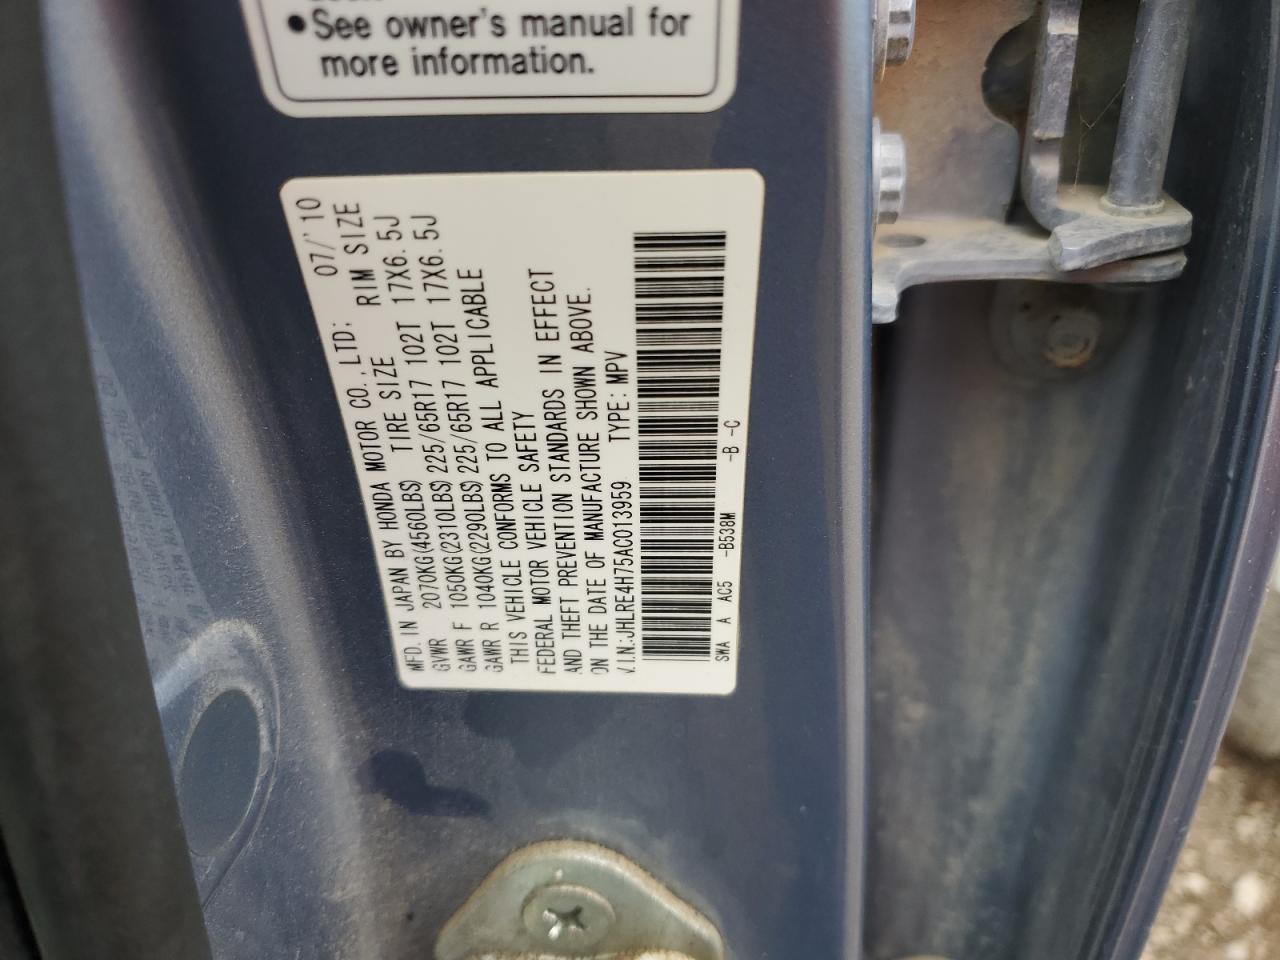 •See owner's manual for
more information.
MFD. IN JAPAN BY HONDA MOTOR CO., LTD: 07/'10
GVWR 2070KG(4560LBS) TIRE SIZE RIM SIZE
GAWR F 1050KG(2310LBS) 225/65R17 102T 17X6.5J
GAWR R 1040KG(2290LBS) 225/65R17 102T 17X6.5J
THIS VEHICLE CONFORMS TO ALL APPLICABLE
FEDERAL MOTOR VEHICLE SAFETY
AND THEFT PREVENTION STANDARDS IN EFFECT
ON THE DATE OF MANUFACTURE SHOWN ABOVE.
V.I.N.:JHLRE4H75AC013959 TYPE:MPV
SWA A AC5 -B538M -B -C